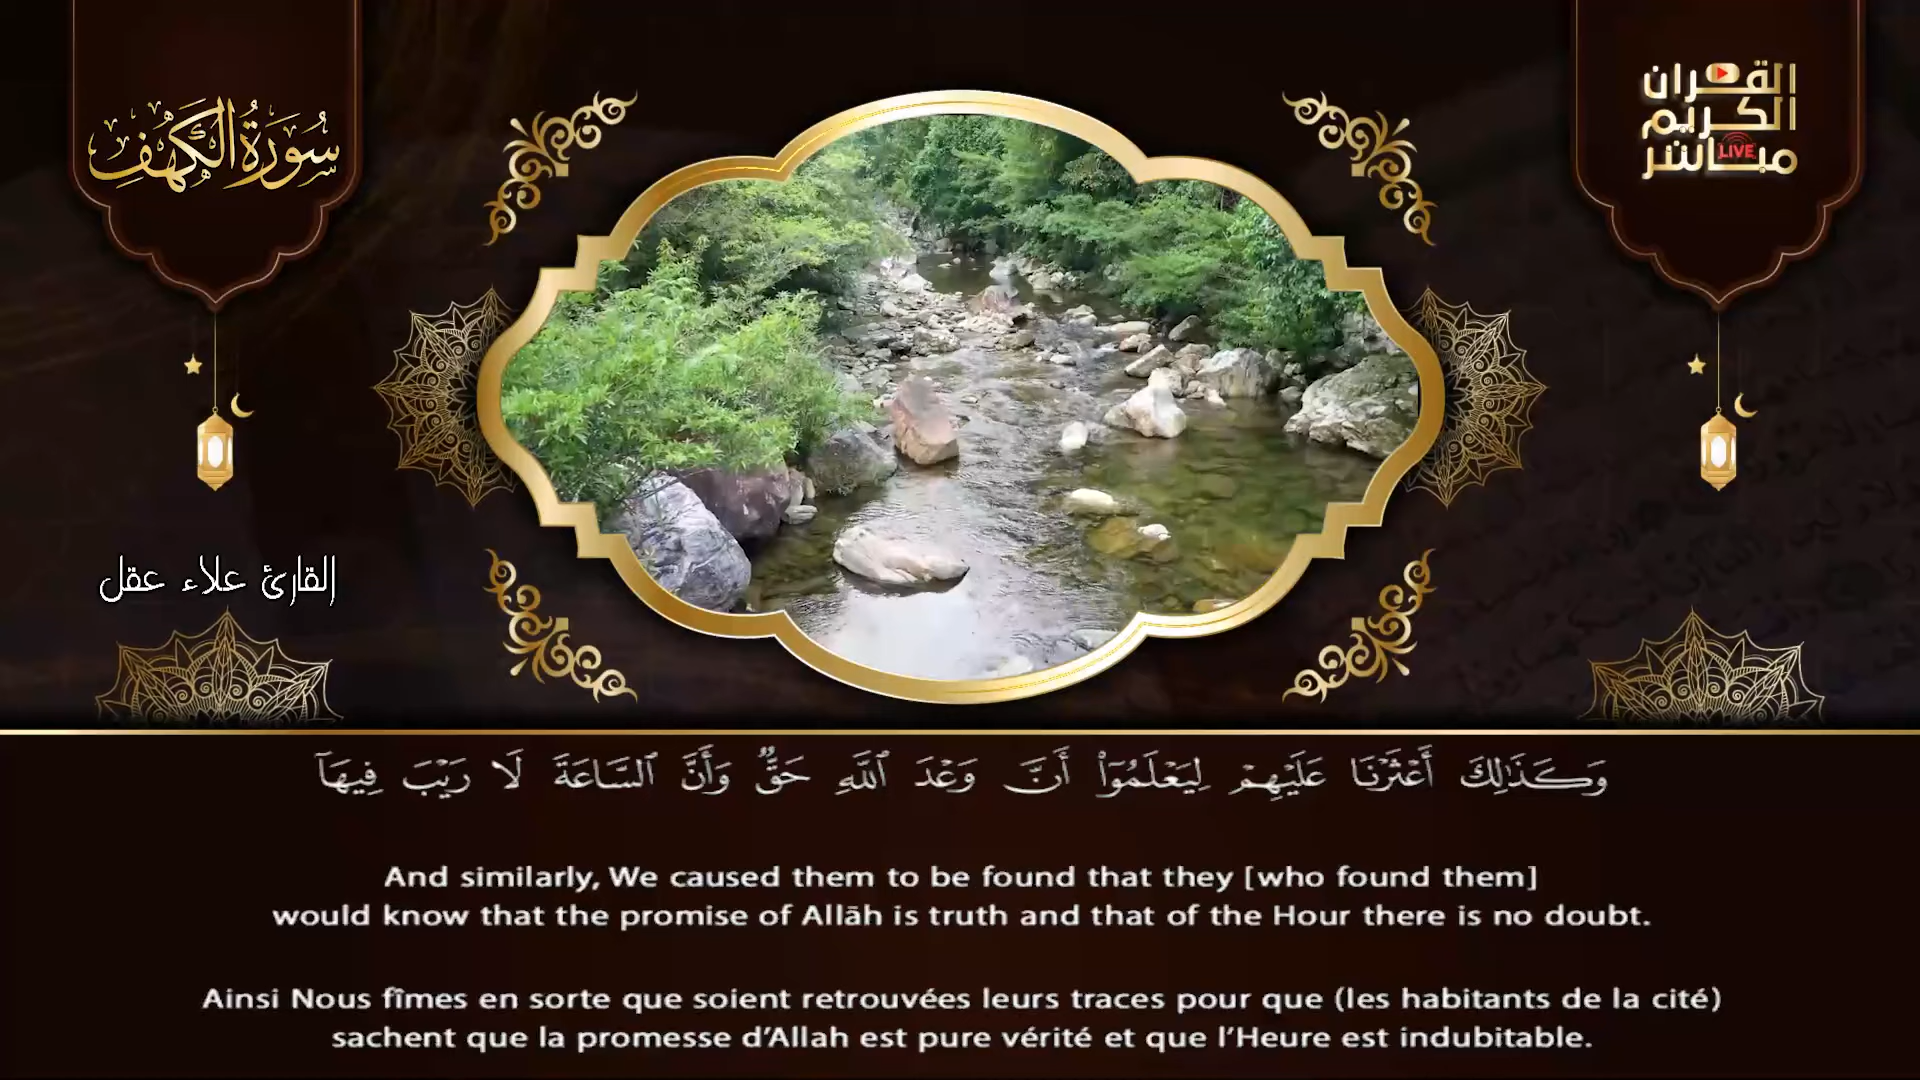 سُورَةُ الْكَهْفِ
القران
الكريم
مباشر
LIVE
القارئ علاء عقل
وَكَذَٰلِكَ أَعْثَرْنَا عَلَيْهِمْ لِيَعْلَمُوٓا۟ أَنَّ وَعْدَ ٱللَّهِ حَقٌّ وَأَنَّ ٱلسَّاعَةَ لَا رَيْبَ فِيهَآ
And similarly, We caused them to be found that they [who found them]
would know that the promise of Allāh is truth and that of the Hour there is no doubt.
Ainsi Nous fîmes en sorte que soient retrouvées leurs traces pour que (les habitants de la cité)
sachent que la promesse d’Allah est pure vérité et que l’Heure est indubitable.